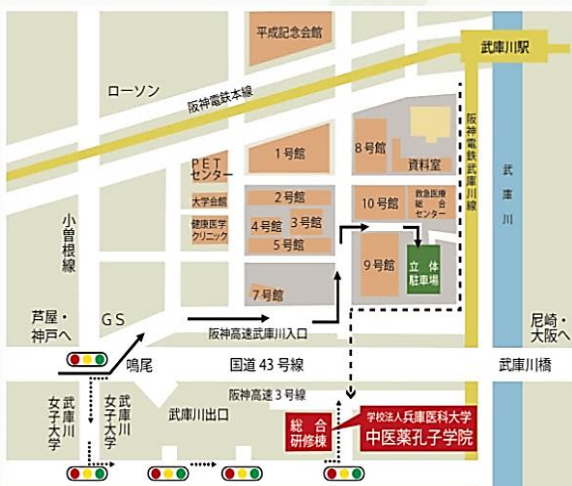 平成記念会館
武庫川駅
ローソン
阪神電鉄本線
阪神電鉄武庫川線
武庫川
1号館
8号館
資料室
PET
センター
大学会館
2号館
10号館
救急医療
総合
センター
健康医学
クリニック
4号館
3号館
5号館
小曽根線
9号館
立体
駐車場
7号館
芦屋・
神戸へ
GS
阪神高速武庫川入口
尼崎・
大阪へ
鳴尾
国道43号線
武庫川橋
阪神高速3号線
武庫川
女子大学
武庫川
女子大学
武庫川出口
総合
研修棟
学校法人兵庫医科大学
中医薬孔子学院